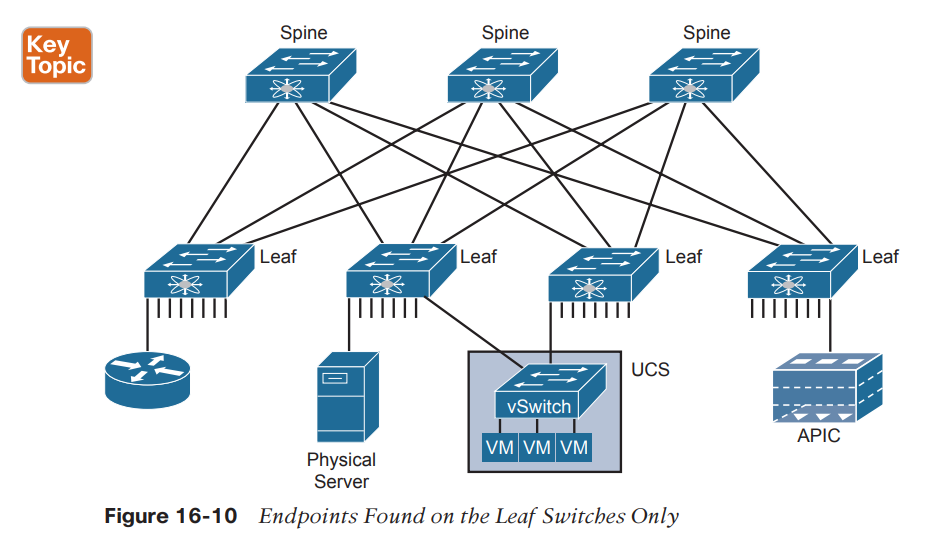 Key
Topic
Spine
Spine
Spine
Leaf
Leaf
Leaf
Leaf
UCS
vSwitch
VM VM VM
APIC
Physical
Server
Figure 16-10 Endpoints Found on the Leaf Switches Only